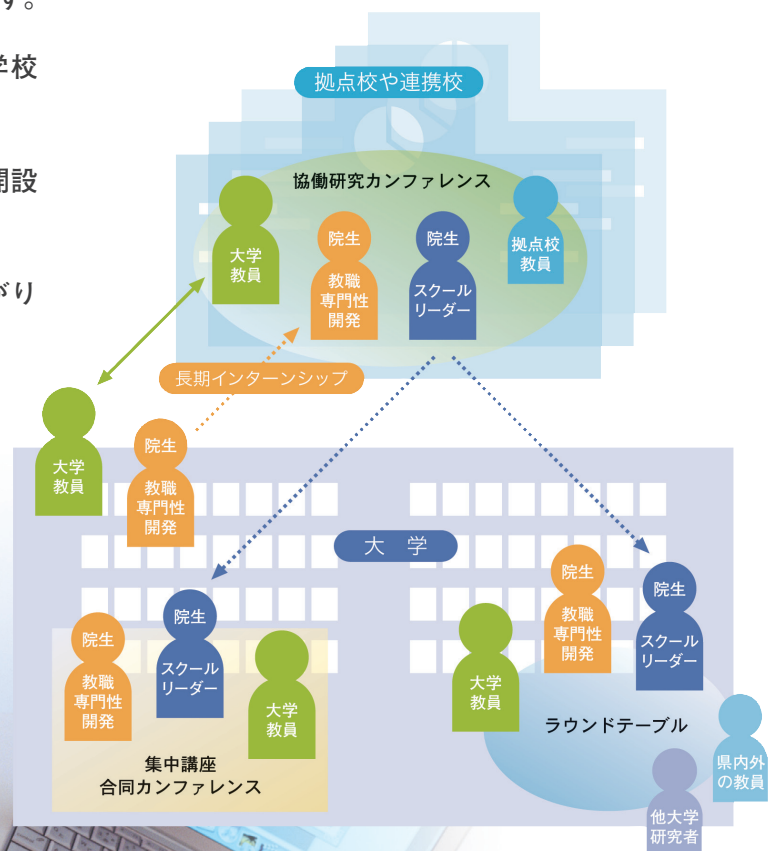 す。
学校
開設
がり
拠点校や連携校
協働研究カンファレンス
大学
教員
院生
教職
専門性
開発
院生
スクール
リーダー
拠点校
教員
長期インターンシップ
大学
教員
院生
教職
専門性
開発
大 学
院生
教職
専門性
開発
院生
スクール
リーダー
大学
教員
集中講座
合同カンファレンス
大学
教員
院生
教職
専門性
開発
院生
スクール
リーダー
ラウンドテーブル
県内外
の教員
他大学
研究者